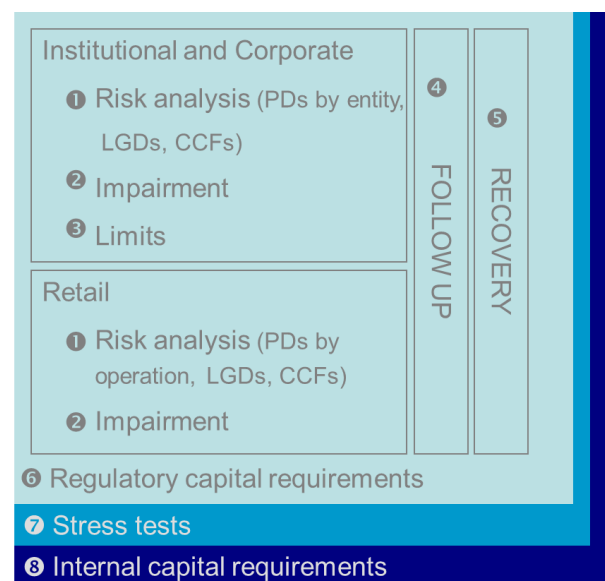 Institutional and Corporate
❶ Risk analysis (PDs by entity,
LGDs, CCFs)
❷ Impairment
❸ Limits
Retail
❶ Risk analysis (PDs by
operation, LGDs, CCFs)
❷ Impairment
❹
FOLLOW UP
❺
RECOVERY
❻ Regulatory capital requirements
❼ Stress tests
❽ Internal capital requirements